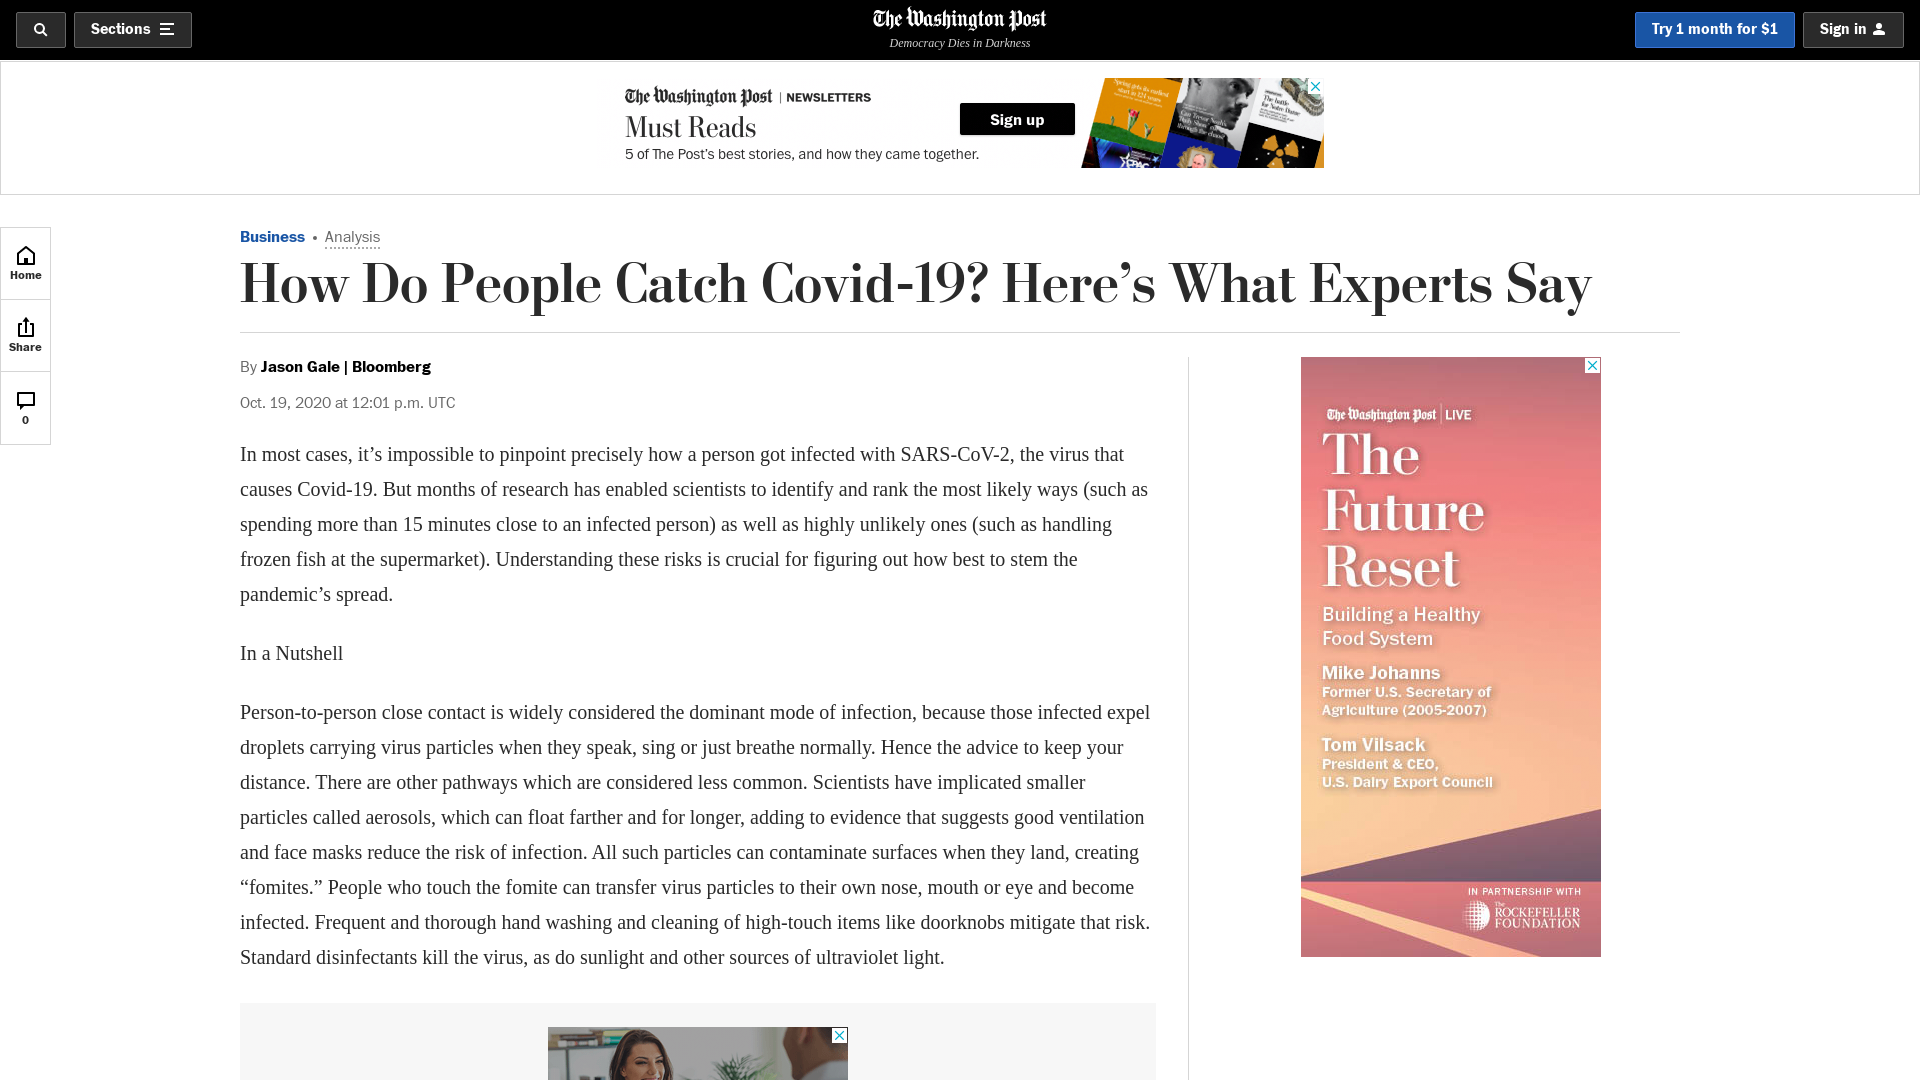 Sections
The Washington Post
Democracy Dies in Darkness
Try 1 month for $1
Sign in
The Washington Post | NEWSLETTERS
Must Reads
5 of The Post’s best stories, and how they came together.
Sign up
Spring gets its earliest
start in 124 years
The battle
for Notre Dame
Home
Share
0
Business • Analysis
How Do People Catch Covid-19? Here’s What Experts Say
By Jason Gale | Bloomberg
Oct. 19, 2020 at 12:01 p.m. UTC
In most cases, it’s impossible to pinpoint precisely how a person got infected with SARS-CoV-2, the virus that
causes Covid-19. But months of research has enabled scientists to identify and rank the most likely ways (such as
spending more than 15 minutes close to an infected person) as well as highly unlikely ones (such as handling
frozen fish at the supermarket). Understanding these risks is crucial for figuring out how best to stem the
pandemic’s spread.
In a Nutshell
Person-to-person close contact is widely considered the dominant mode of infection, because those infected expel
droplets carrying virus particles when they speak, sing or just breathe normally. Hence the advice to keep your
distance. There are other pathways which are considered less common. Scientists have implicated smaller
particles called aerosols, which can float farther and for longer, adding to evidence that suggests good ventilation
and face masks reduce the risk of infection. All such particles can contaminate surfaces when they land, creating
“fomites.” People who touch the fomite can transfer virus particles to their own nose, mouth or eye and become
infected. Frequent and thorough hand washing and cleaning of high-touch items like doorknobs mitigate that risk.
Standard disinfectants kill the virus, as do sunlight and other sources of ultraviolet light.
The Washington Post | LIVE
The
Future
Reset
Building a Healthy
Food System
Mike Johanns
Former U.S. Secretary of
Agriculture (2005-2007)
Tom Vilsack
President & CEO,
U.S. Dairy Export Council
IN PARTNERSHIP WITH
The
ROCKEFELLER
FOUNDATION